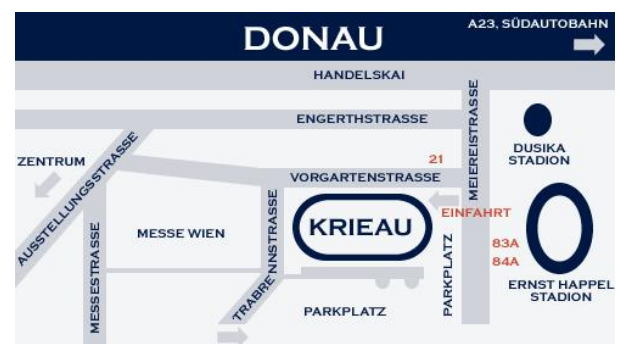 DONAU
A23, SÜDAUTOBAHN
HANDELSKAI
ENGERTHSTRASSE
MEIEREISTRASSE
DUSIKA
STADION
ZENTRUM
AUSSTELLUNGSSTRASSE
21
VORGARTENSTRASSE
EINFAHRT
KRIEAU
MESSE WIEN
MESSESTRASSE
TRABRENNSTRASSE
PARKPLATZ
83A
84A
ERNST HAPPEL
STADION
PARKPLATZ